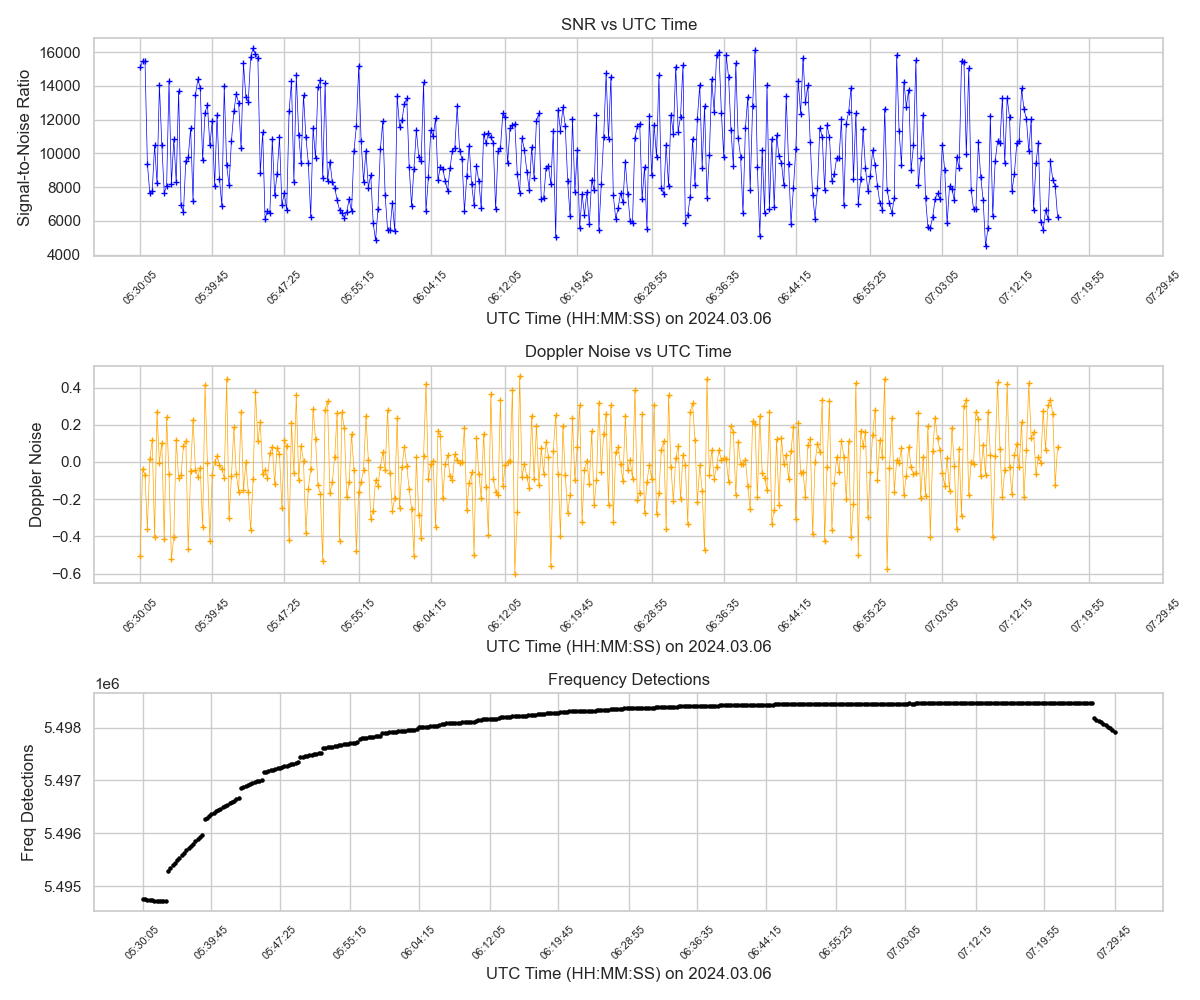 SNR vs UTC Time
Signal-to-Noise Ratio
16000
14000
12000
10000
8000
6000
4000
05:30:05 05:39:45 05:47:25 05:55:15 06:04:15 06:12:05 06:19:45 06:28:55 06:36:35 06:44:15 06:55:25 07:03:05 07:12:15 07:19:55 07:29:45
UTC Time (HH:MM:SS) on 2024.03.06
Doppler Noise vs UTC Time
Doppler Noise
0.4
0.2
0.0
−0.2
−0.4
−0.6
05:30:05 05:39:45 05:47:25 05:55:15 06:04:15 06:12:05 06:19:45 06:28:55 06:36:35 06:44:15 06:55:25 07:03:05 07:12:15 07:19:55 07:29:45
UTC Time (HH:MM:SS) on 2024.03.06
Frequency Detections
1e6
Freq Detections
5.498
5.497
5.496
5.495
05:30:05 05:39:45 05:47:25 05:55:15 06:04:15 06:12:05 06:19:45 06:28:55 06:36:35 06:44:15 06:55:25 07:03:05 07:12:15 07:19:55 07:29:45
UTC Time (HH:MM:SS) on 2024.03.06